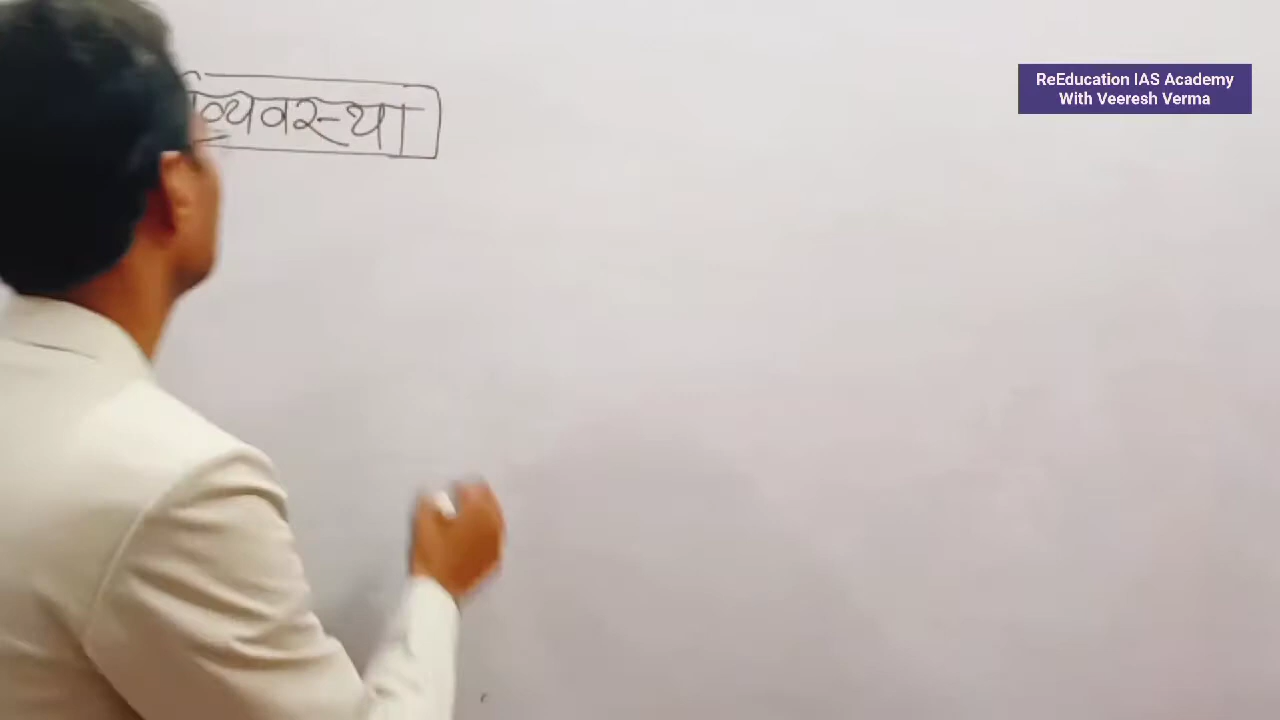 व्यवस्था
ReEducation IAS Academy
With Veeresh Verma